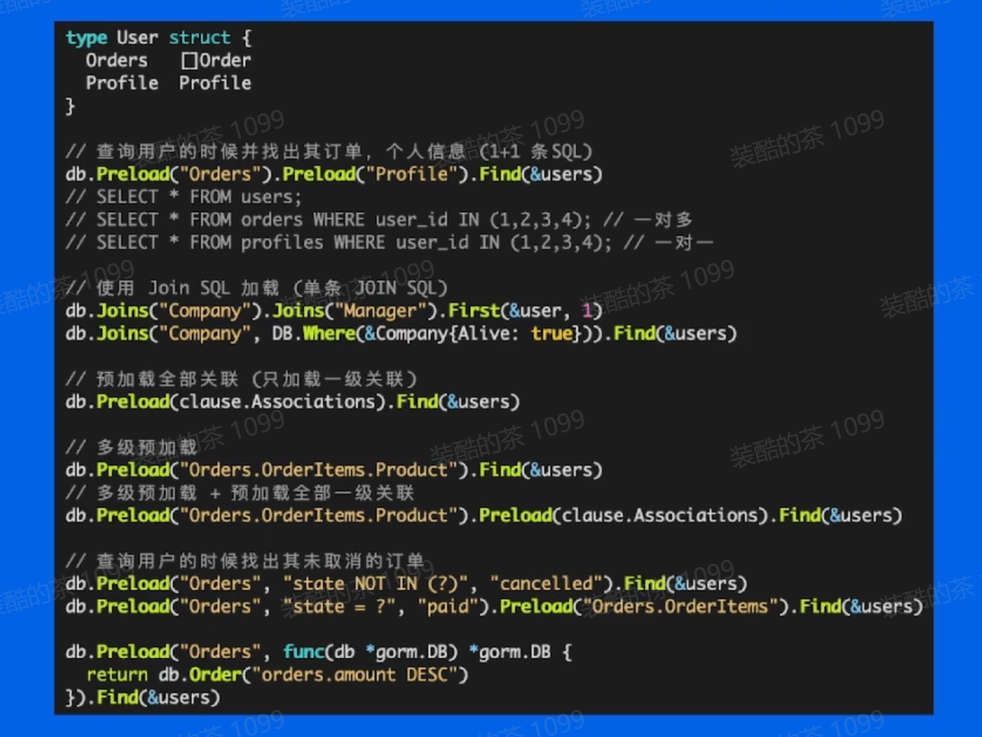 type User struct {
  Orders   []Order
  Profile  Profile
}

// 查询用户的时候并找出其订单，个人信息 (1+1 条SQL)
db.Preload("Orders").Preload("Profile").Find(&users)
// SELECT * FROM users;
// SELECT * FROM orders WHERE user_id IN (1,2,3,4); // 一对多
// SELECT * FROM profiles WHERE user_id IN (1,2,3,4); // 一对一

// 使用 Join SQL 加载 (单条 JOIN SQL)
db.Joins("Company").Joins("Manager").First(&user, 1)
db.Joins("Company", DB.Where(&Company{Alive: true})).Find(&users)

// 预加载全部关联 (只加载一级关联)
db.Preload(clause.Associations).Find(&users)

// 多级预加载
db.Preload("Orders.OrderItems.Product").Find(&users)
// 多级预加载 + 预加载全部一级关联
db.Preload("Orders.OrderItems.Product").Preload(clause.Associations).Find(&users)

// 查询用户的时候找出其未取消的订单
db.Preload("Orders", "state NOT IN (?)", "cancelled").Find(&users)
db.Preload("Orders", "state = ?", "paid").Preload("Orders.OrderItems").Find(&users)

db.Preload("Orders", func(db *gorm.DB) *gorm.DB {
  return db.Order("orders.amount DESC")
}).Find(&users)
装酷的茶 1099